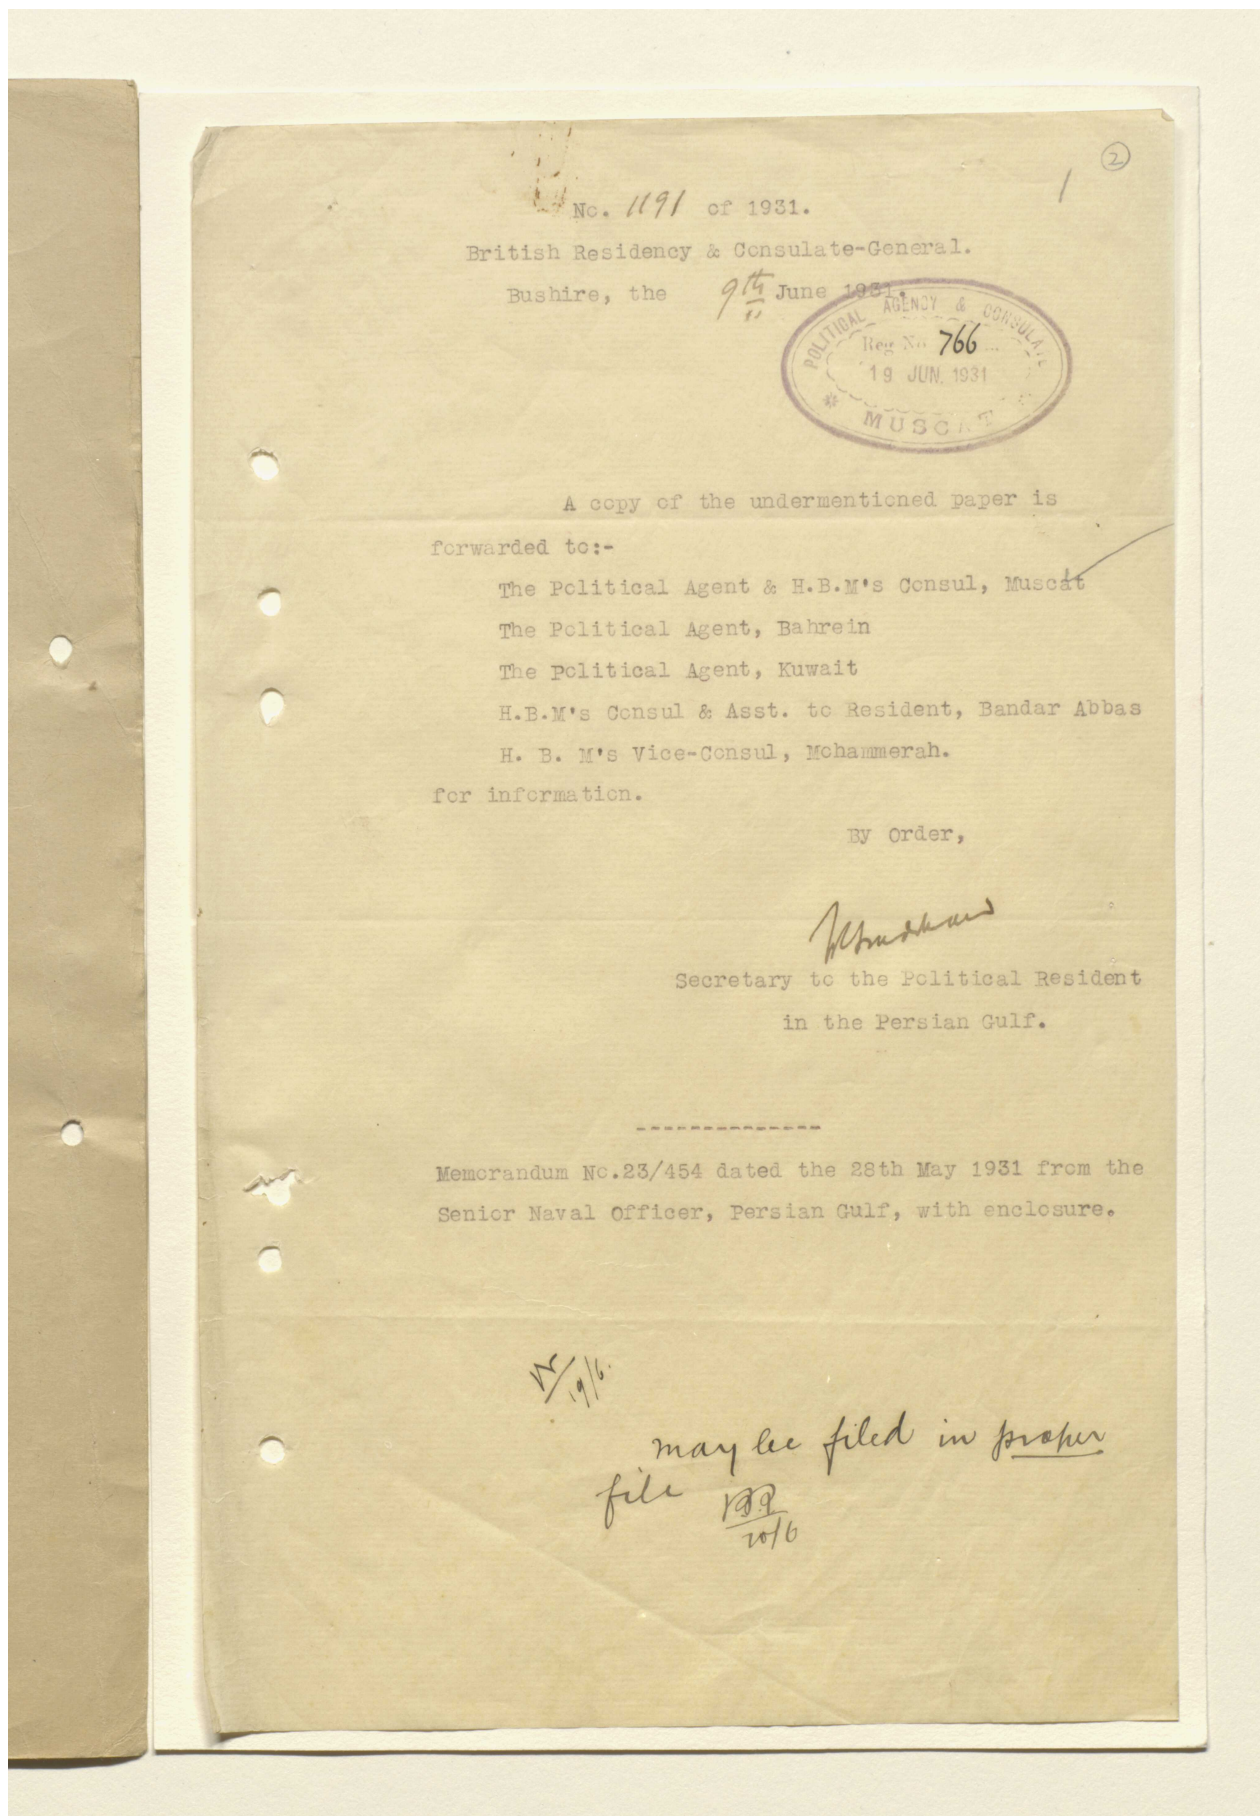 2
1
No. 1191 of 1931.
British Residency & Consulate-General.
Bushire, the 9th June 1931.
POLITICAL AGENCY & CONSULATE
Reg No 766
19 JUN. 1931
MUSCAT
A copy of the undermentioned paper is
forwarded to:-
The Political Agent & H.B.M's Consul, Muscat
The Political Agent, Bahrein
The Political Agent, Kuwait
H.B.M's Consul & Asst. to Resident, Bandar Abbas
H. B. M's Vice-Consul, Mohammerah.
for information.
By Order,
Secretary to the Political Resident
in the Persian Gulf.
--------------
Memorandum No.23/454 dated the 28th May 1931 from the
Senior Naval Officer, Persian Gulf, with enclosure.
19/6.
may be filed in proper
file
20/6